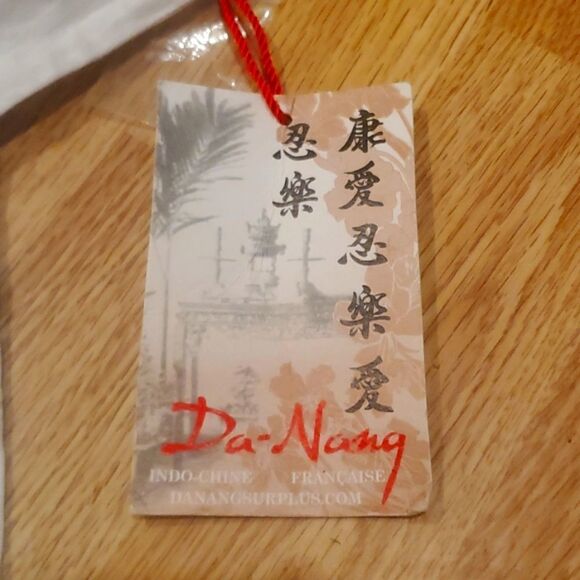 康愛忍樂愛
忍樂
Da-Nang
INDO-CHINE FRANÇAISE
DANANGSURPLUS.COM